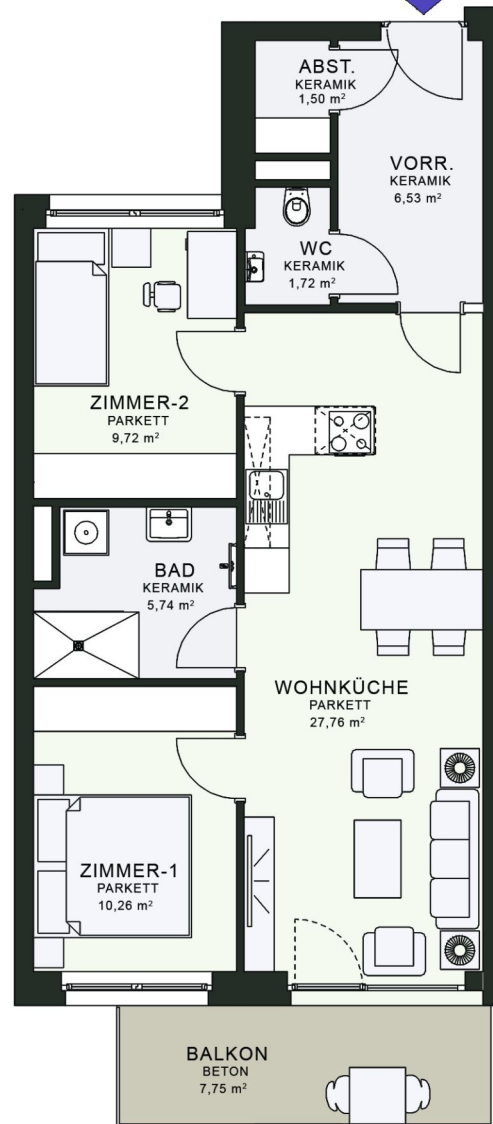 ABST.
KERAMIK
1,50 m²
VORR.
KERAMIK
6,53 m²
WC
KERAMIK
1,72 m²
ZIMMER-2
PARKETT
9,72 m²
BAD
KERAMIK
5,74 m²
WOHNKÜCHE
PARKETT
27,76 m²
ZIMMER-1
PARKETT
10,26 m²
BALKON
BETON
7,75 m²